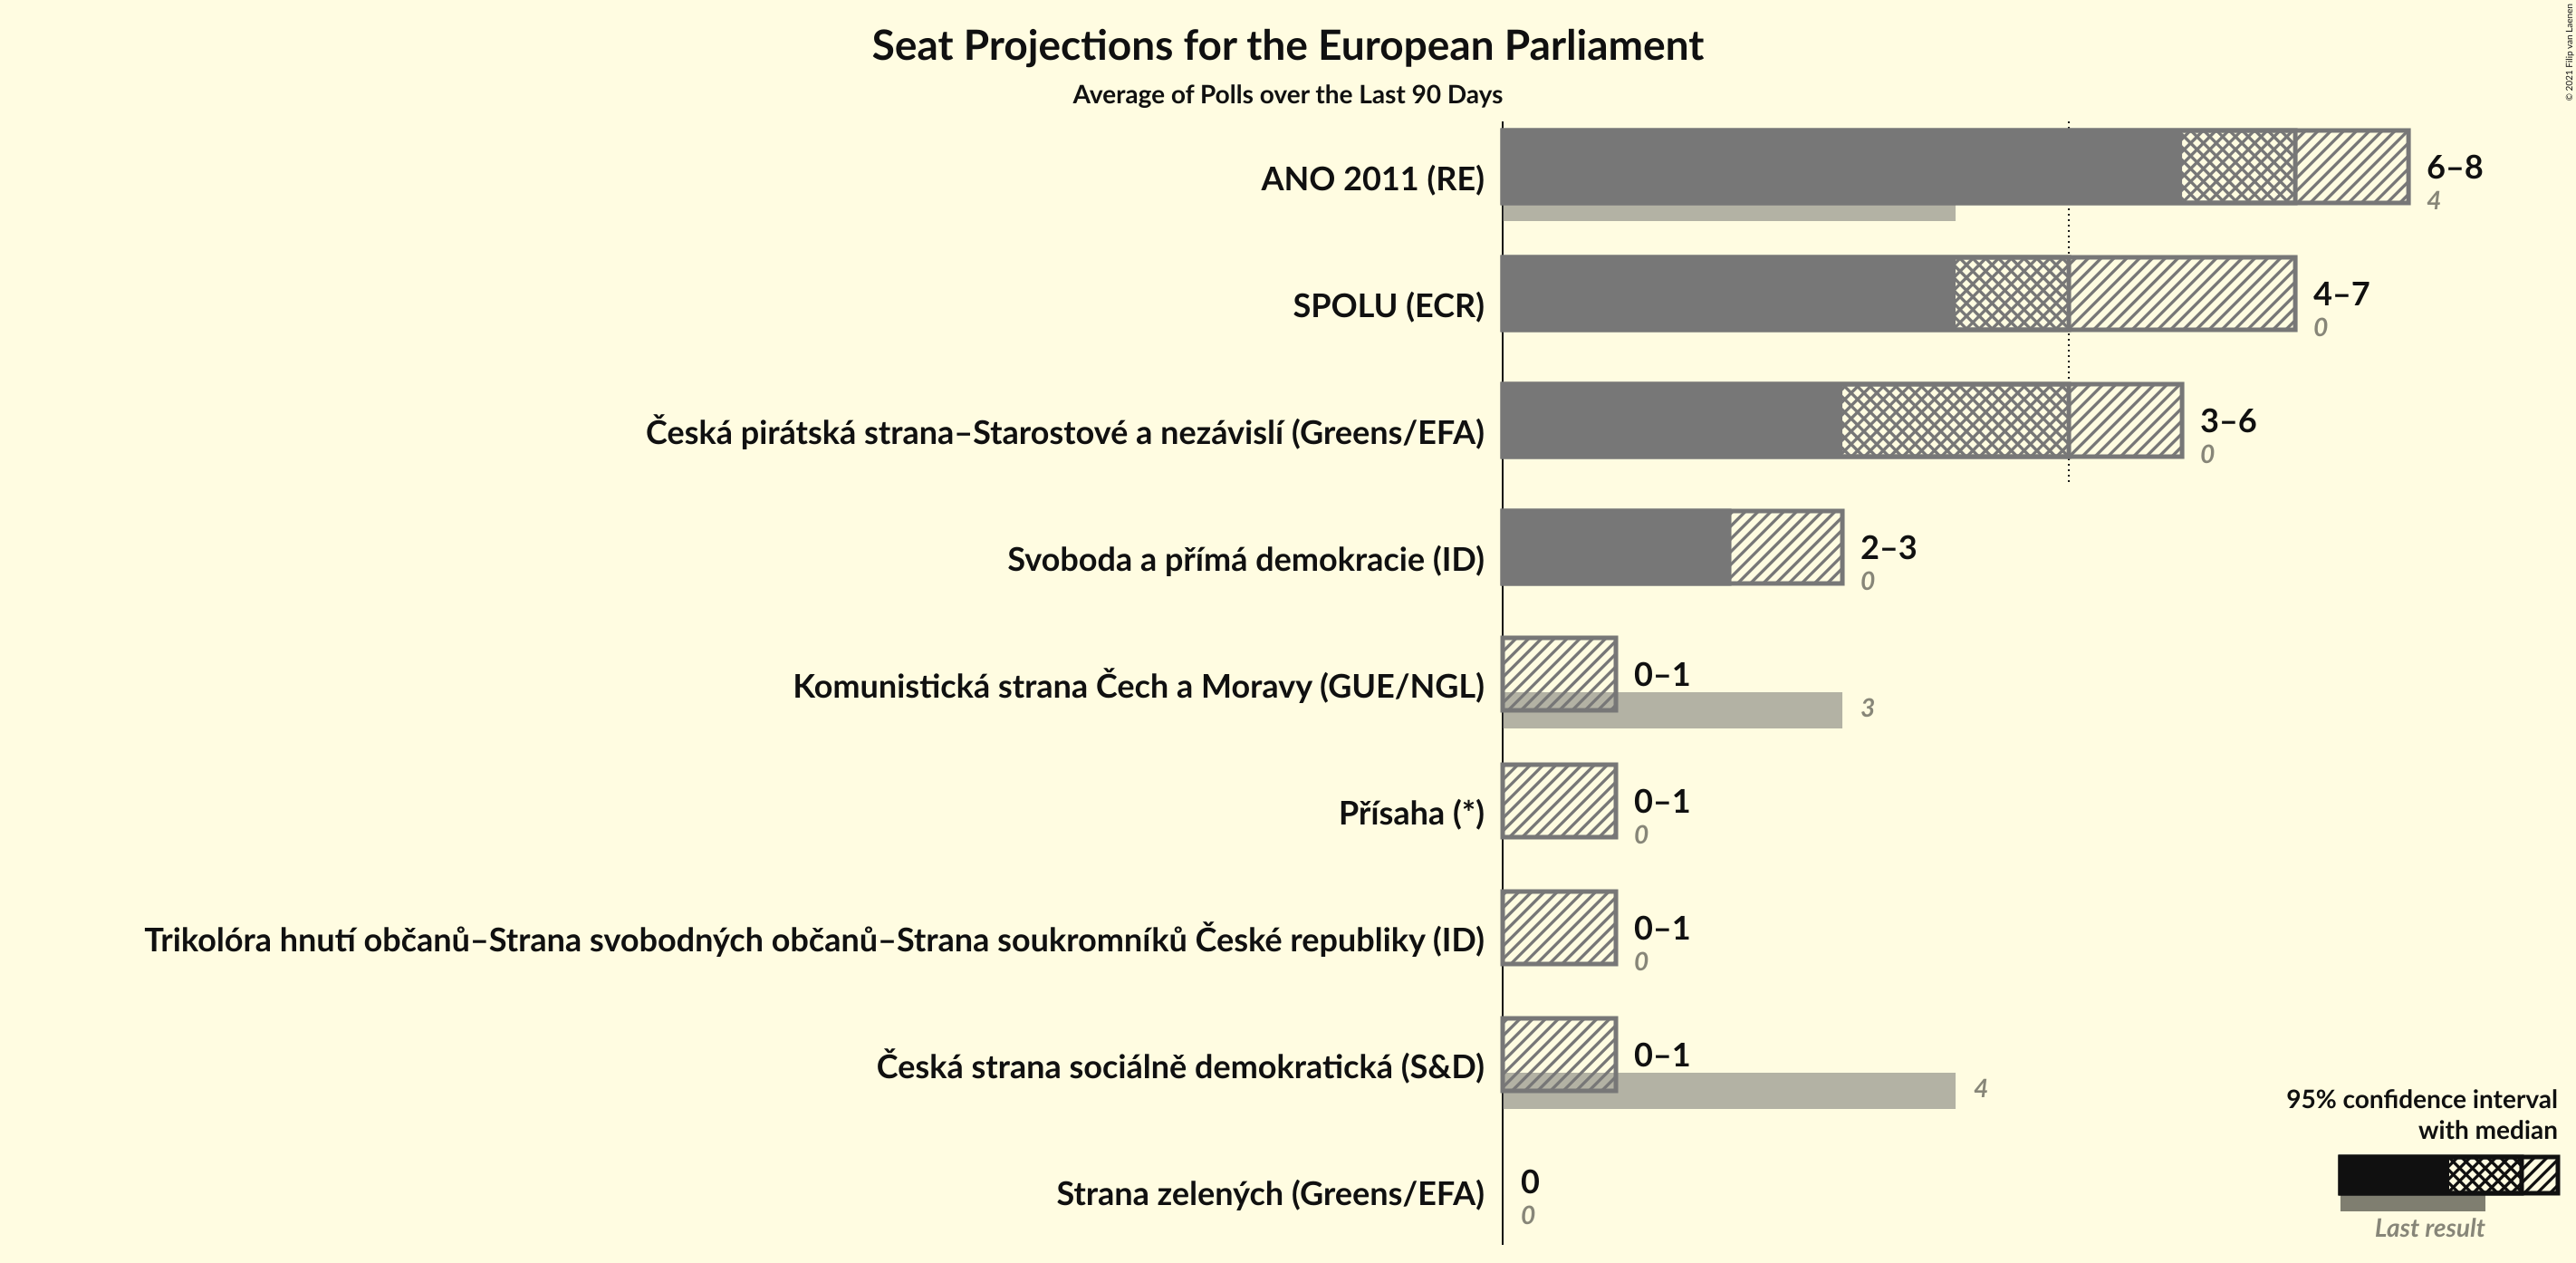 Seat Projections for the European Parliament
Average of Polls over the Last 90 Days
© 2021 Filip van Laenen
ANO 2011 (RE)
6–8
4
SPOLU (ECR)
4–7
0
Česká pirátská strana–Starostové a nezávislí (Greens/EFA)
3–6
0
Svoboda a přímá demokracie (ID)
2–3
0
Komunistická strana Čech a Moravy (GUE/NGL)
0–1
3
Přísaha (*)
0–1
0
Trikolóra hnutí občanů–Strana svobodných občanů–Strana soukromníků České republiky (ID)
0–1
0
Česká strana sociálně demokratická (S&D)
0–1
4
Strana zelených (Greens/EFA)
0
0
95% confidence interval
with median
Last result